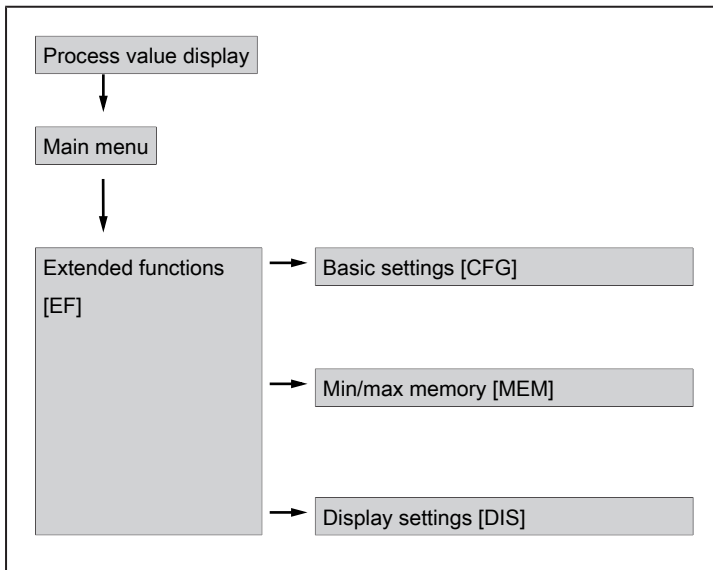 Process value display
Main menu
Extended functions
[EF]
Basic settings [CFG]
Min/max memory [MEM]
Display settings [DIS]